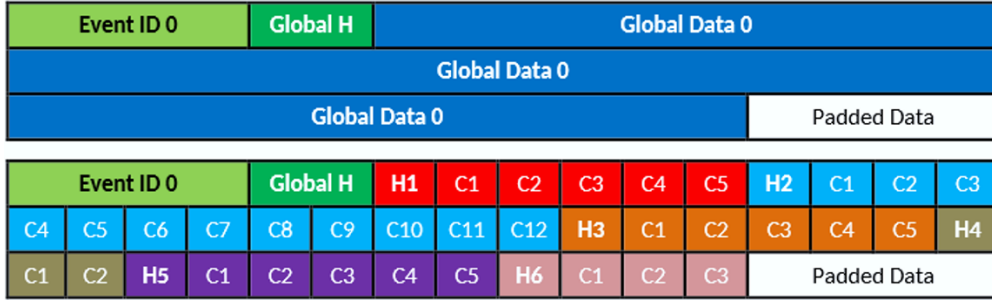 Event ID 0 Global H Global Data 0
Global Data 0
Global Data 0 Padded Data
Event ID 0 Global H H1 C1 C2 C3 C4 C5 H2 C1 C2 C3
C4 C5 C6 C7 C8 C9 C10 C11 C12 H3 C1 C2 C3 C4 C5 H4
C1 C2 H5 C1 C2 C3 C4 C5 H6 C1 C2 C3 Padded Data